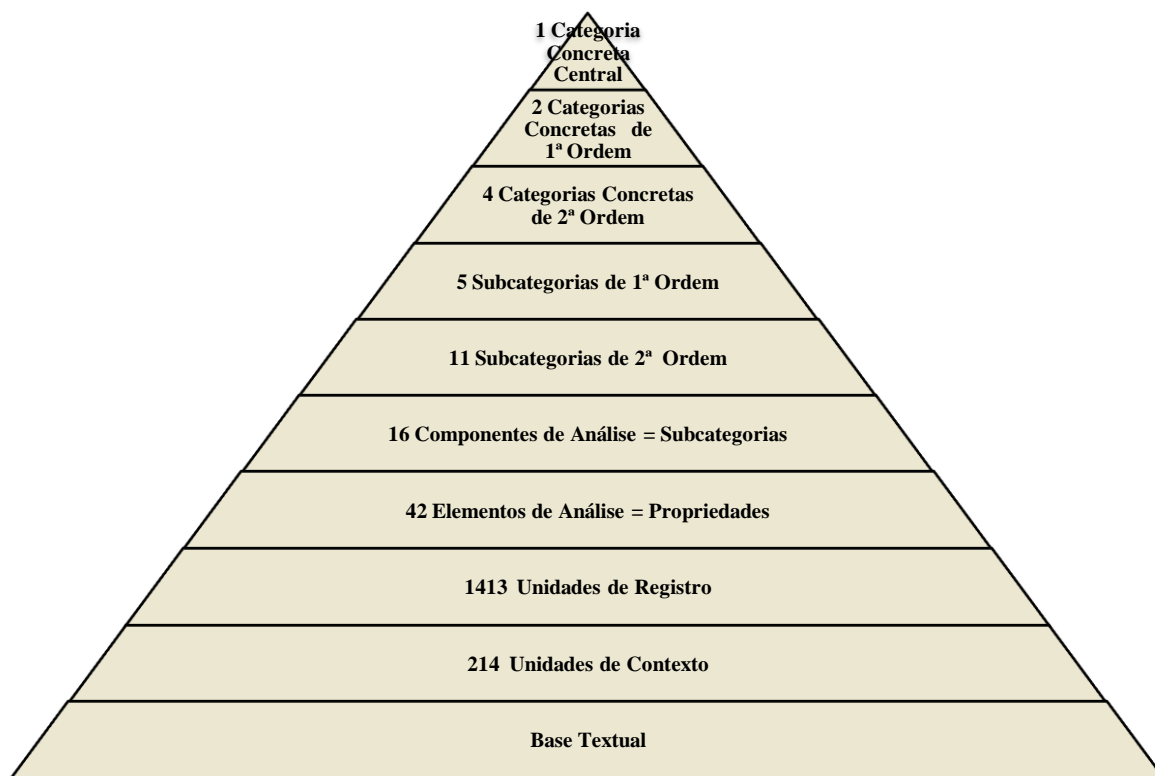 1 Categoria
Concreta
Central
2 Categorias
Concretas de
1ª Ordem
4 Categorias Concretas
de 2ª Ordem
5 Subcategorias de 1ª Ordem
11 Subcategorias de 2ª Ordem
16 Componentes de Análise = Subcategorias
42 Elementos de Análise = Propriedades
1413 Unidades de Registro
214 Unidades de Contexto
Base Textual